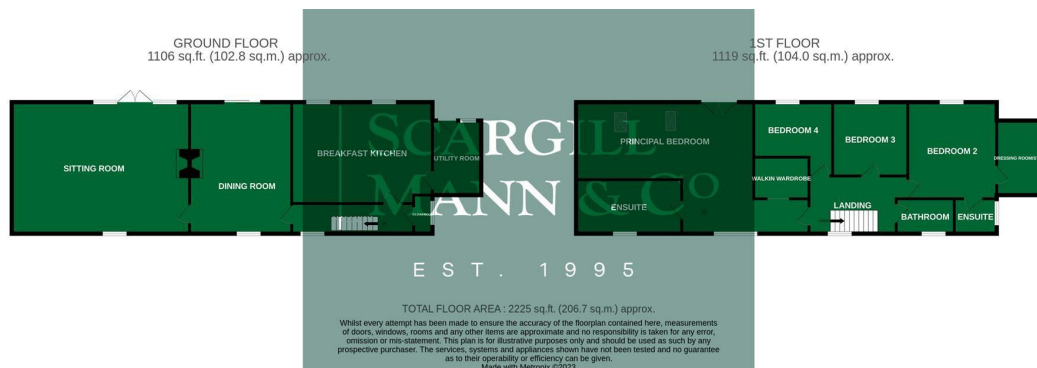 GROUND FLOOR
1106 sq.ft. (102.8 sq.m.) approx.
1ST FLOOR
1119 sq.ft. (104.0 sq.m.) approx.
SITTING ROOM
DINING ROOM
BREAKFAST KITCHEN
UTILITY ROOM
PRINCIPAL BEDROOM
ENSUITE
BEDROOM 4
WALKIN WARDROBE
BEDROOM 3
BEDROOM 2
DRESSING ROOM/S
LANDING
BATHROOM
ENSUITE
SCARGILL
MANN & CO
EST. 1995
TOTAL FLOOR AREA : 2225 sq.ft. (206.7 sq.m.) approx.
Whilst every attempt has been made to ensure the accuracy of the floorplan contained here, measurements
of doors, windows, rooms and any other items are approximate and no responsibility is taken for any error,
omission or mis-statement. This plan is for illustrative purposes only and should be used as such by any
prospective purchaser. The services, systems and appliances shown have not been tested and no guarantee
as to their operability or efficiency can be given.
Made with Metropix ©2023